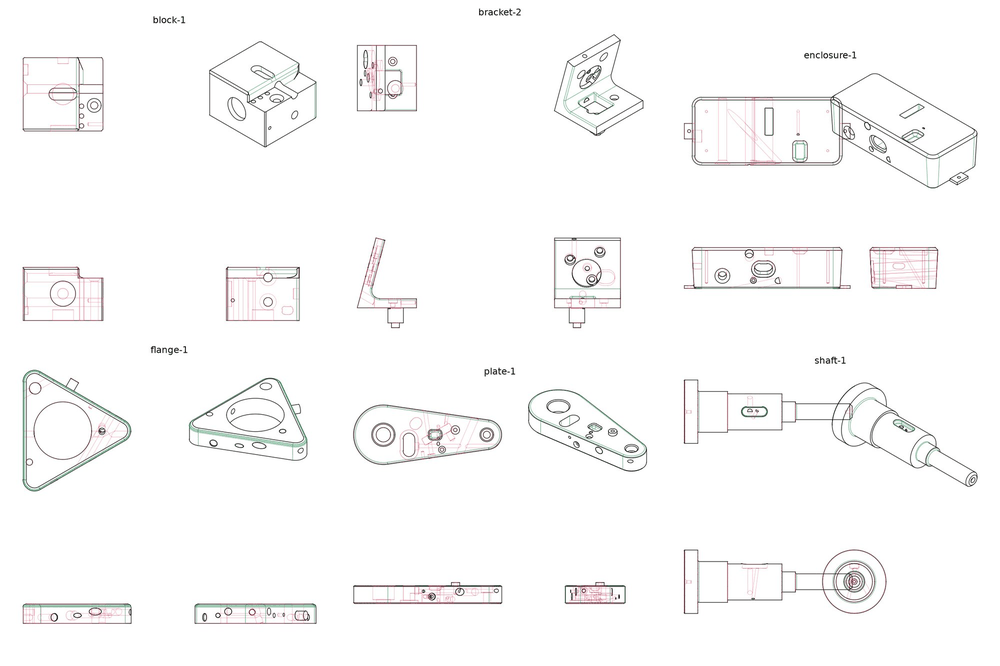 block-1
bracket-2
enclosure-1
flange-1
plate-1
shaft-1